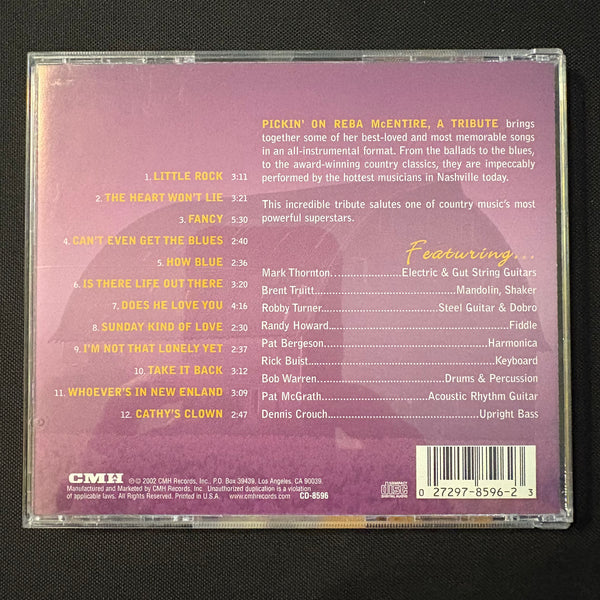 PICKIN' ON REBA McENTIRE, A TRIBUTE brings
together some of her best-loved and most memorable songs
in an all-instrumental format. From the ballads to the blues,
to the award-winning country classics, they are impeccably
performed by the hottest musicians in Nashville today.
This incredible tribute salutes one of country music's most
powerful superstars.
1. LITTLE ROCK 3:11
2. THE HEART WON'T LIE 3:21
3. FANCY 5:30
4. CAN'T EVEN GET THE BLUES 2:40
5. HOW BLUE 2:36
6. IS THERE LIFE OUT THERE 3:20
7. DOES HE LOVE YOU 4:16
8. SUNDAY KIND OF LOVE 2:30
9. I'M NOT THAT LONELY YET 2:37
10. TAKE IT BACK 3:12
11. WHOEVER'S IN NEW ENLAND 3:09
12. CATHY'S CLOWN 2:47
Featuring...
Mark Thornton...Electric & Gut String Guitars
Brent Truitt...Mandolin, Shaker
Robby Turner...Steel Guitar & Dobro
Randy Howard...Fiddle
Pat Bergeson...Harmonica
Rick Buist...Keyboard
Bob Warren...Drums & Percussion
Pat McGrath...Acoustic Rhythm Guitar
Dennis Crouch...Upright Bass
CMH ℗© 2002 CMH Records, Inc., P.O. Box 39439, Los Angeles, CA 90039.
Manufactured and Marketed by CMH Records, Inc. Unauthorized duplication is a violation
of applicable laws. All Rights Reserved. Printed in U.S.A. www.cmhrecords.com CD-8596
COMPACT
disc
DIGITAL AUDIO
0 27297-8596-2 3